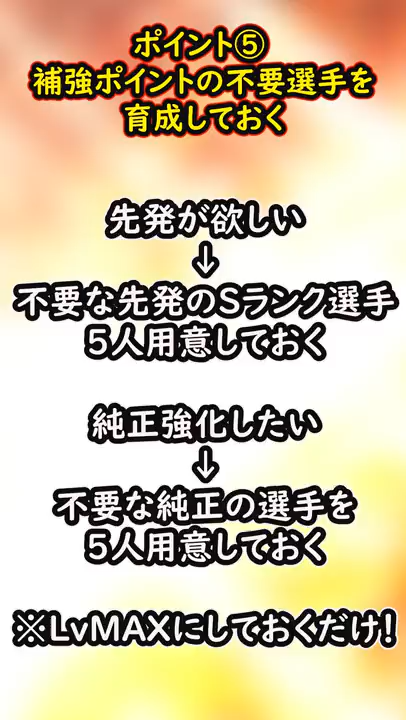 ポイント⑤
補強ポイントの不要選手を
育成しておく
先発が欲しい
↓
不要な先発のSランク選手
5人用意しておく
純正強化したい
↓
不要な純正の選手を
5人用意しておく
※LvMAXにしておくだけ!